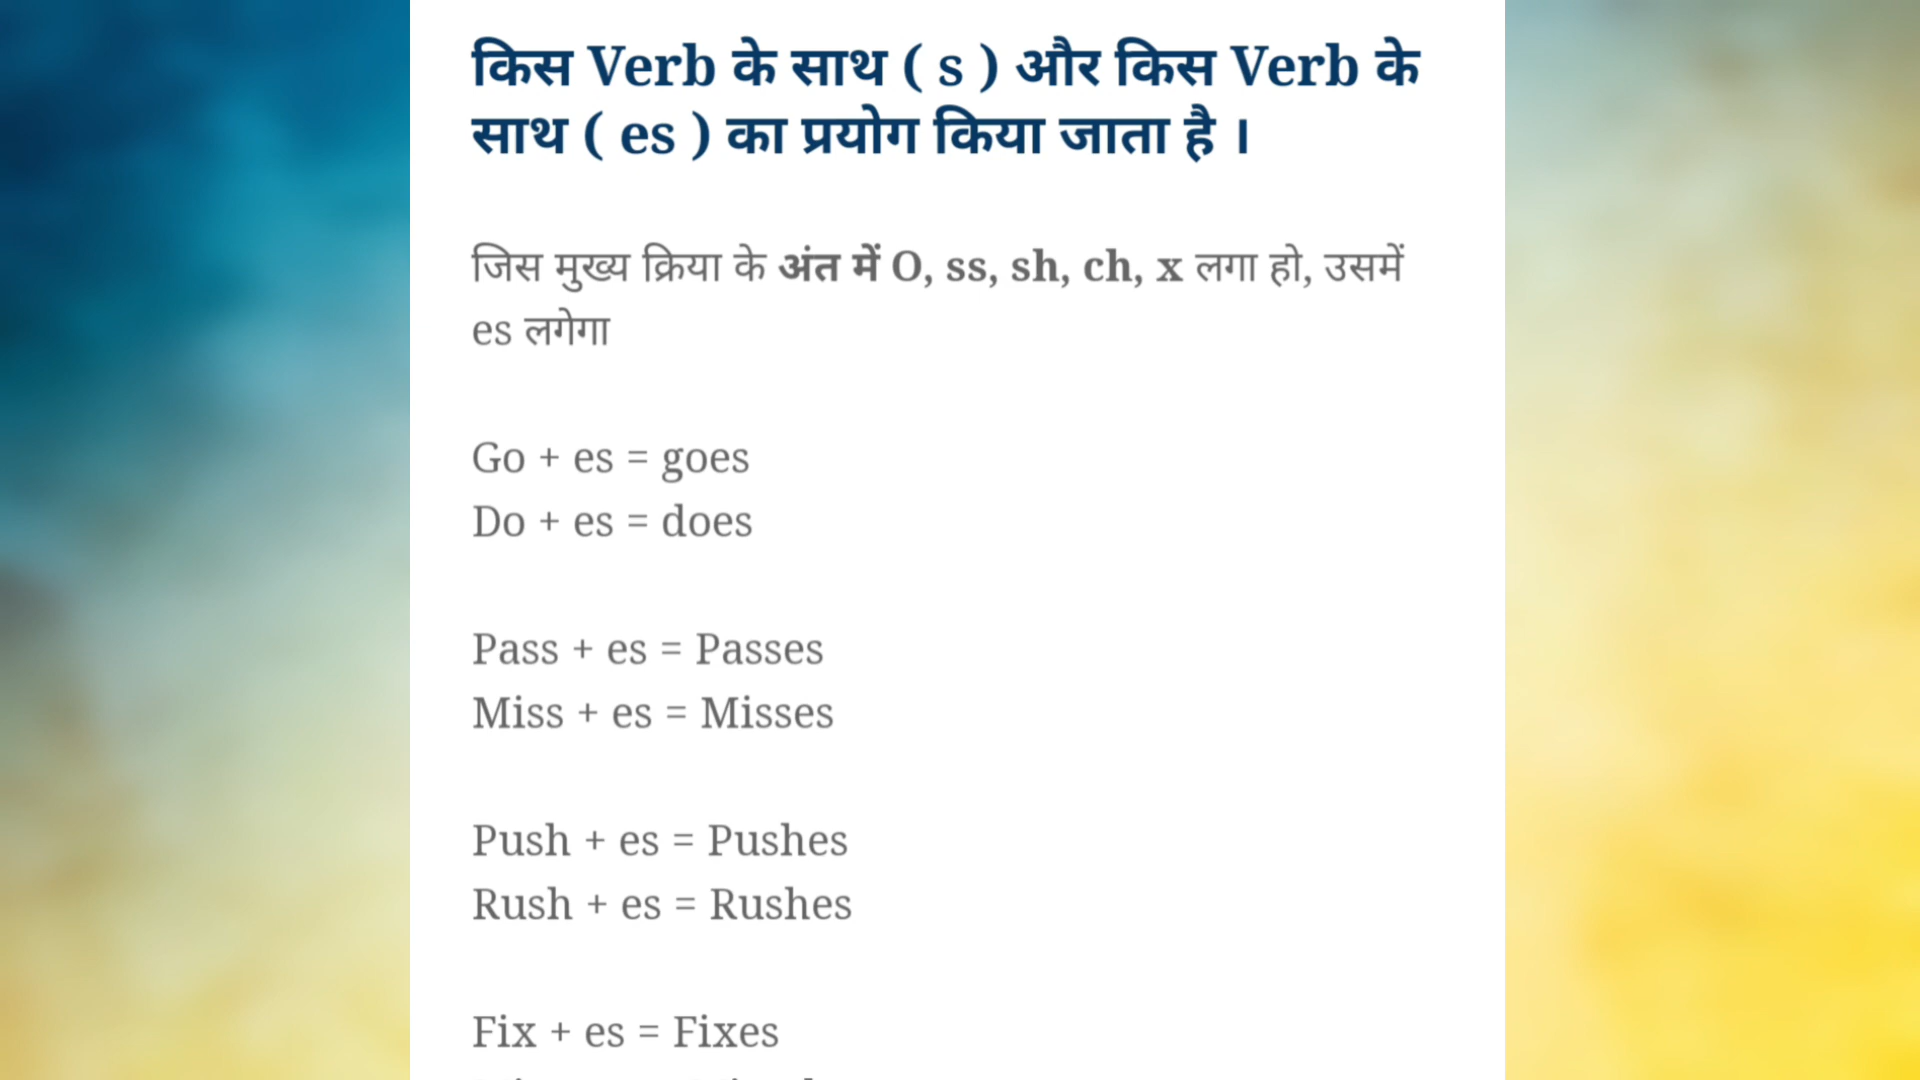 किस Verb के साथ ( s ) और किस Verb के
साथ ( es ) का प्रयोग किया जाता है ।
जिस मुख्य क्रिया के अंत में O, ss, sh, ch, x लगा हो, उसमें
es लगेगा
Go + es = goes
Do + es = does
Pass + es = Passes
Miss + es = Misses
Push + es = Pushes
Rush + es = Rushes
Fix + es = Fixes